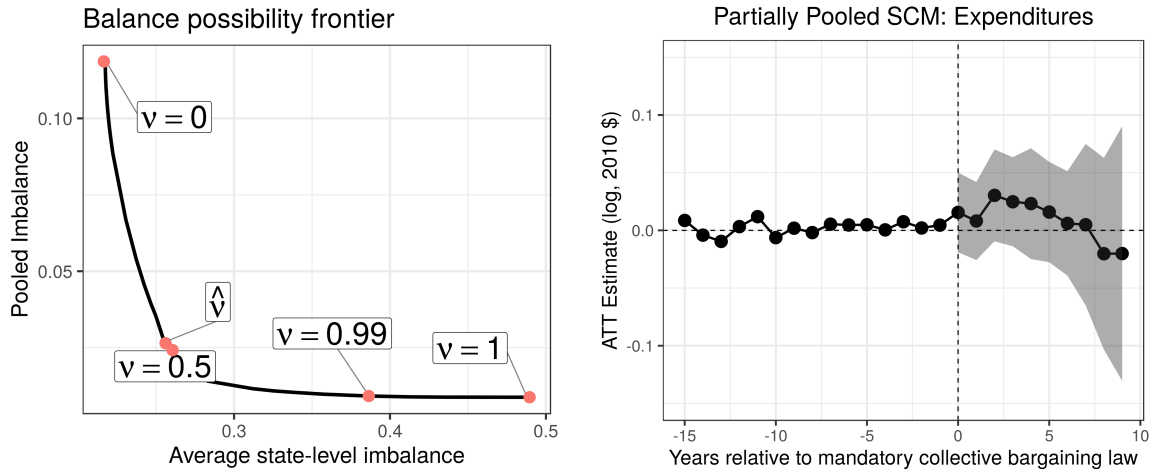 Balance possibility frontier
Pooled Imbalance
0.10
0.05
ν = 0
ν̂
ν = 0.5
ν = 0.99
ν = 1
0.3
0.4
0.5
Average state-level imbalance
Partially Pooled SCM: Expenditures
ATT Estimate (log, 2010 $)
0.1
0.0
-0.1
-15
-10
-5
0
5
10
Years relative to mandatory collective bargaining law